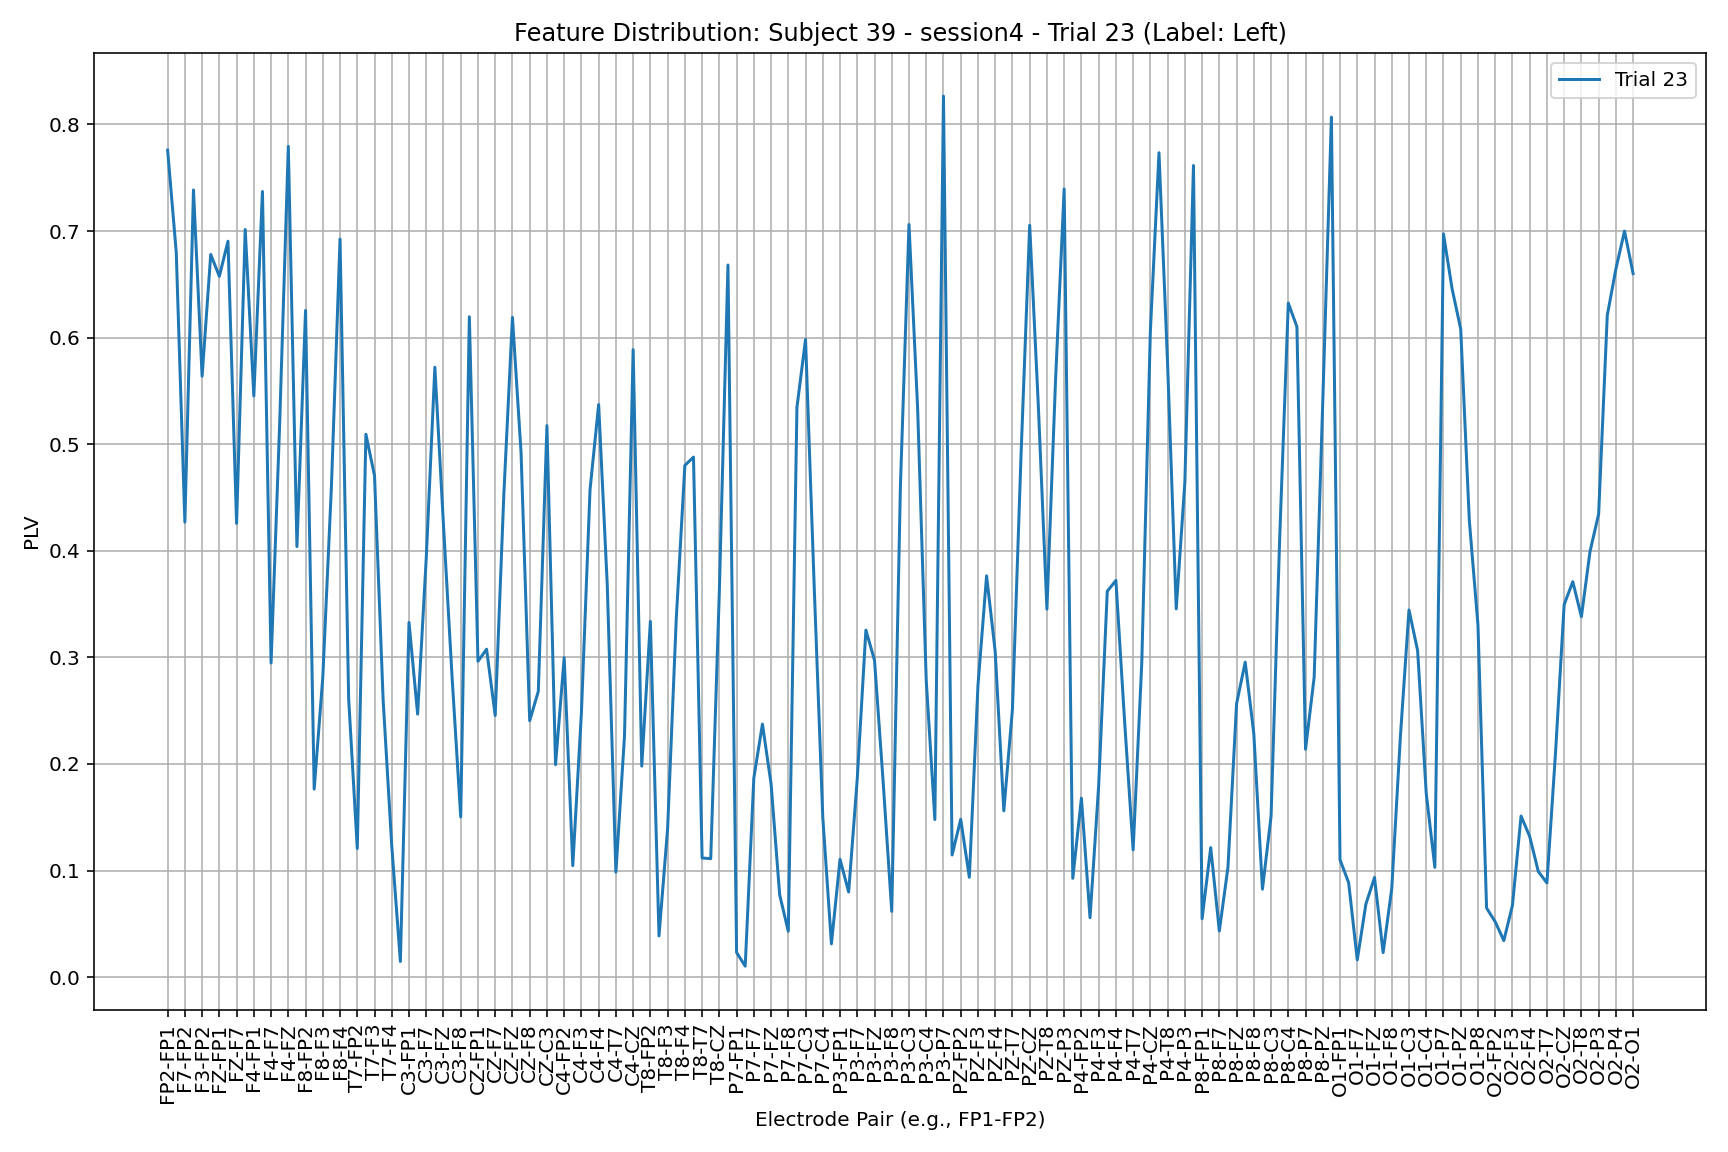 Feature Distribution: Subject 39 - session4 - Trial 23 (Label: Left)
Trial 23
PLV
0.8
0.7
0.6
0.5
0.4
0.3
0.2
0.1
0.0
FP2-FP1
F7-FP2
F3-FP2
FZ-FP1
FZ-F7
F4-FP1
F4-F7
F4-FZ
F8-FP2
F8-F3
F8-F4
T7-FP2
T7-F3
T7-F4
C3-FP1
C3-F7
C3-FZ
C3-F8
CZ-FP1
CZ-F7
CZ-FZ
CZ-F8
CZ-C3
C4-FP2
C4-F3
C4-F4
C4-T7
C4-CZ
T8-FP2
T8-F3
T8-F4
T8-T7
T8-CZ
P7-FP1
P7-F7
P7-FZ
P7-F8
P7-C3
P7-C4
P3-FP1
P3-F7
P3-FZ
P3-F8
P3-C3
P3-C4
P3-P7
PZ-FP2
PZ-F3
PZ-F4
PZ-T7
PZ-CZ
PZ-T8
PZ-P3
P4-FP2
P4-F3
P4-F4
P4-T7
P4-CZ
P4-T8
P4-P3
P8-FP1
P8-F7
P8-FZ
P8-F8
P8-C3
P8-C4
P8-P7
P8-PZ
O1-FP1
O1-F7
O1-FZ
O1-F8
O1-C3
O1-C4
O1-P7
O1-PZ
O1-P8
O2-FP2
O2-F3
O2-F4
O2-T7
O2-CZ
O2-T8
O2-P3
O2-P4
O2-O1
Electrode Pair (e.g., FP1-FP2)